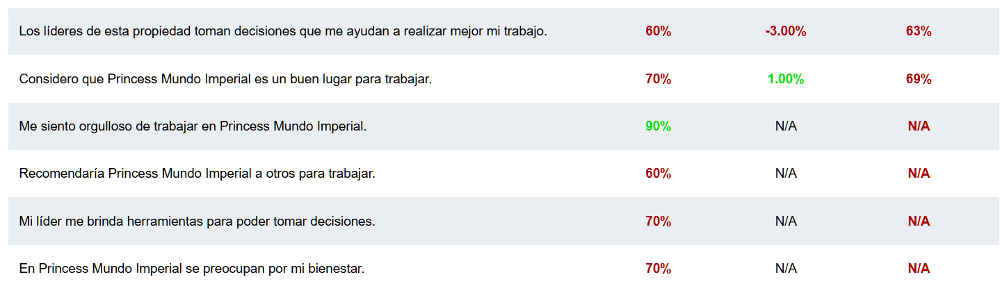 Los líderes de esta propiedad toman decisiones que me ayudan a realizar mejor mi trabajo. 60% -3.00% 63%
Considero que Princess Mundo Imperial es un buen lugar para trabajar. 70% 1.00% 69%
Me siento orgulloso de trabajar en Princess Mundo Imperial. 90% N/A N/A
Recomendaría Princess Mundo Imperial a otros para trabajar. 60% N/A N/A
Mi líder me brinda herramientas para poder tomar decisiones. 70% N/A N/A
En Princess Mundo Imperial se preocupan por mi bienestar. 70% N/A N/A